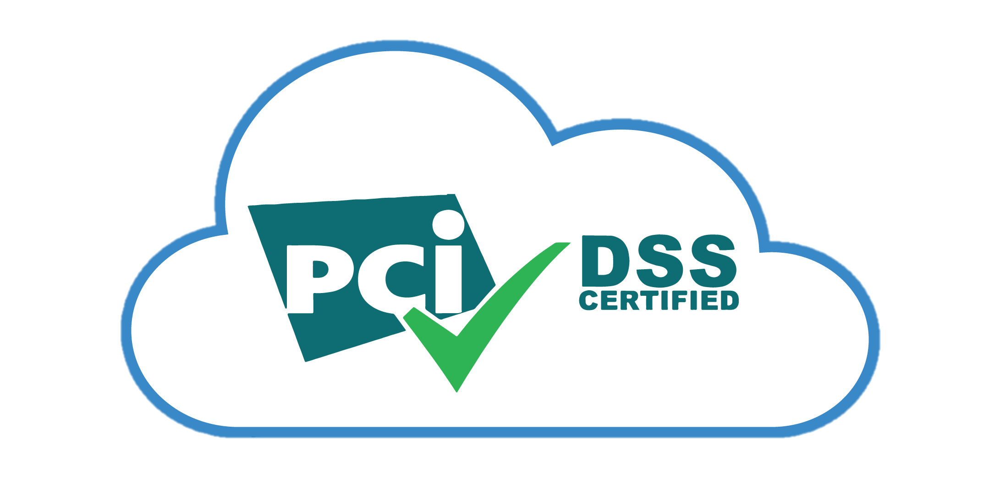 PCi
DSS
CERTIFIED